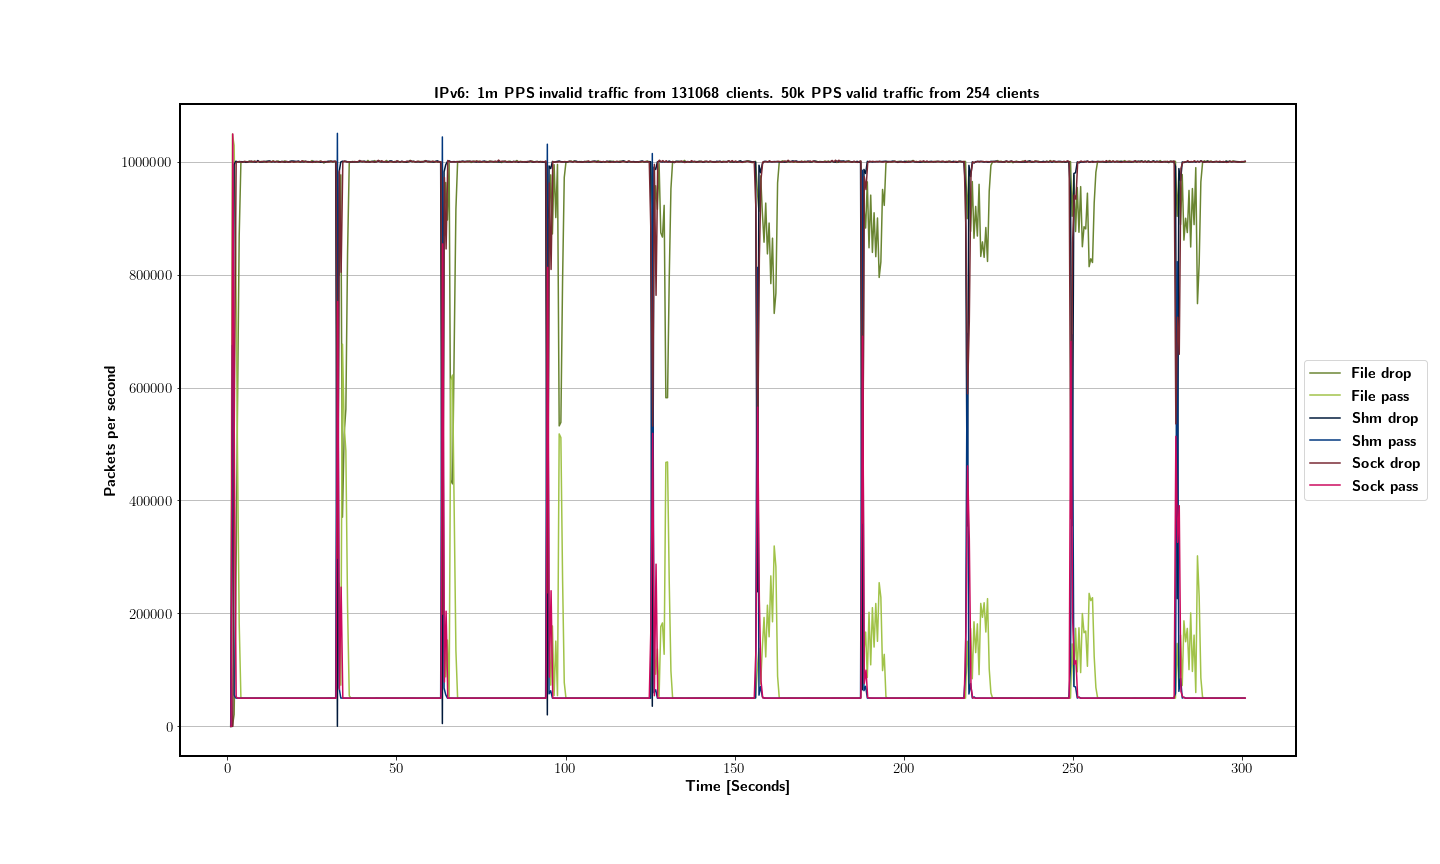 IPv6: 1m PPS invalid traffic from 131068 clients. 50k PPS valid traffic from 254 clients
1000000
800000
600000
400000
200000
0
Packets per second
0 50 100 150 200 250 300
Time [Seconds]
File drop
File pass
Shm drop
Shm pass
Sock drop
Sock pass